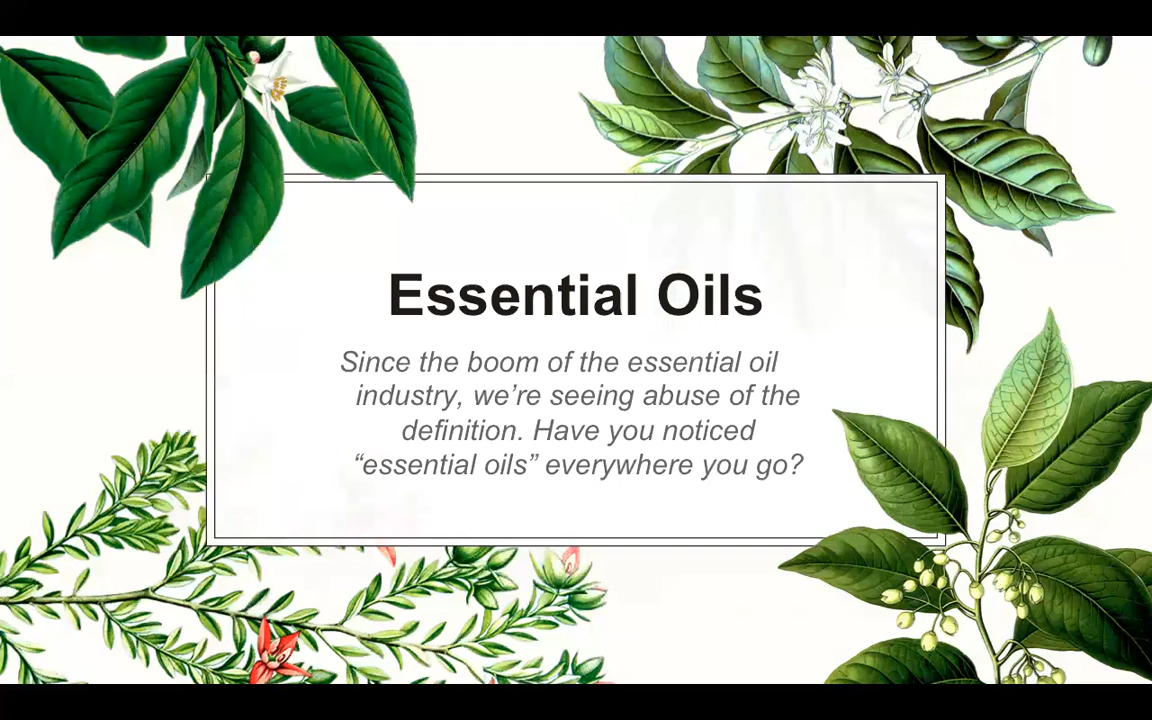 Essential Oils
Since the boom of the essential oil
industry, we’re seeing abuse of the
definition. Have you noticed
“essential oils” everywhere you go?